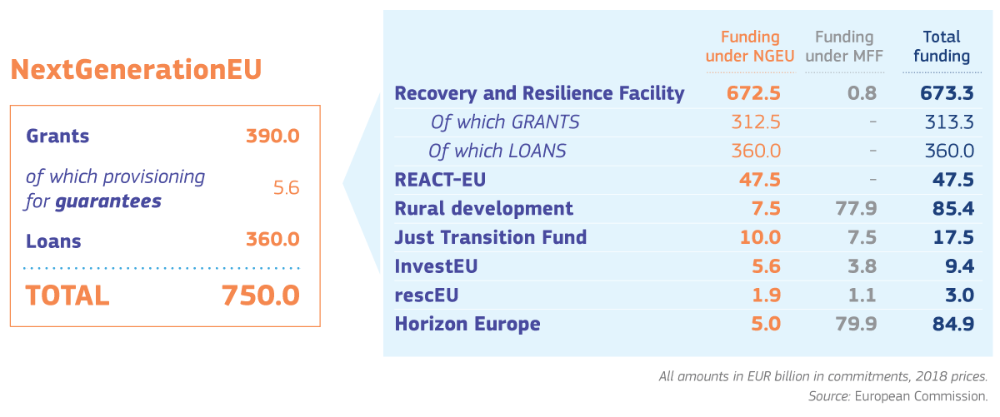 NextGenerationEU
Grants 390.0
of which provisioning
for guarantees 5.6
Loans 360.0
TOTAL 750.0
Funding Funding Total
under NGEU under MFF funding
Recovery and Resilience Facility 672.5 0.8 673.3
Of which GRANTS 312.5 – 313.3
Of which LOANS 360.0 – 360.0
REACT-EU 47.5 – 47.5
Rural development 7.5 77.9 85.4
Just Transition Fund 10.0 7.5 17.5
InvestEU 5.6 3.8 9.4
rescEU 1.9 1.1 3.0
Horizon Europe 5.0 79.9 84.9
All amounts in EUR billion in commitments, 2018 prices.
Source: European Commission.